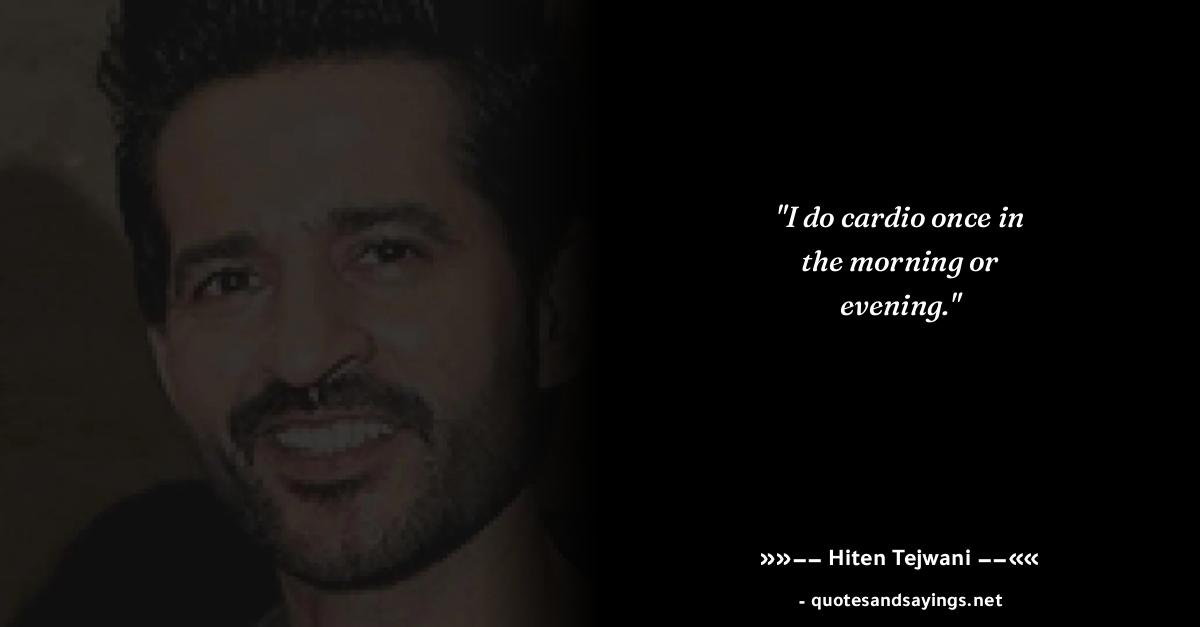 "I do cardio once in
the morning or
evening."
»»—— Hiten Tejwani ——««
- quotesandsayings.net